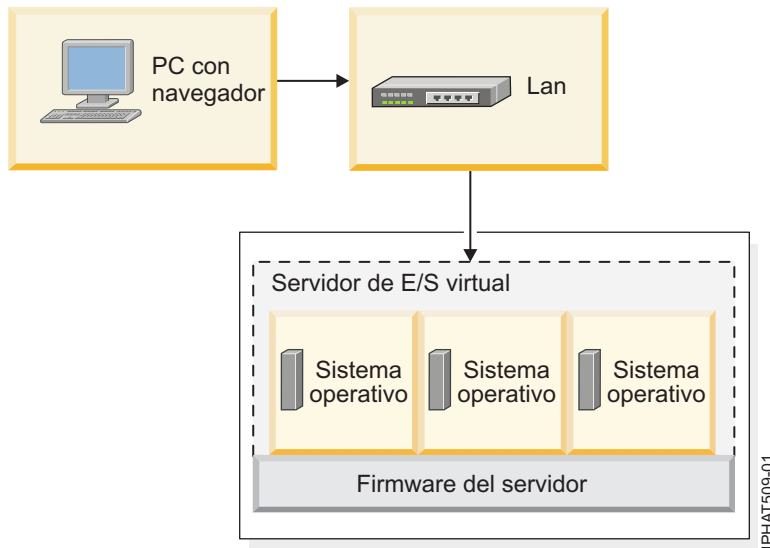 PC con
navegador
Lan
Servidor de E/S virtual
Sistema
operativo
Sistema
operativo
Sistema
operativo
Firmware del servidor
IPHAT509-01